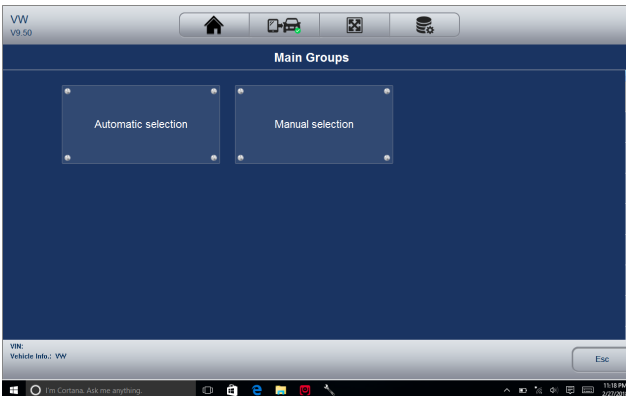 VW
V9.50
Main Groups
Automatic selection
Manual selection
VIN:
Vehicle Info.: VW
Esc
I'm Cortana. Ask me anything.
11:18 PM